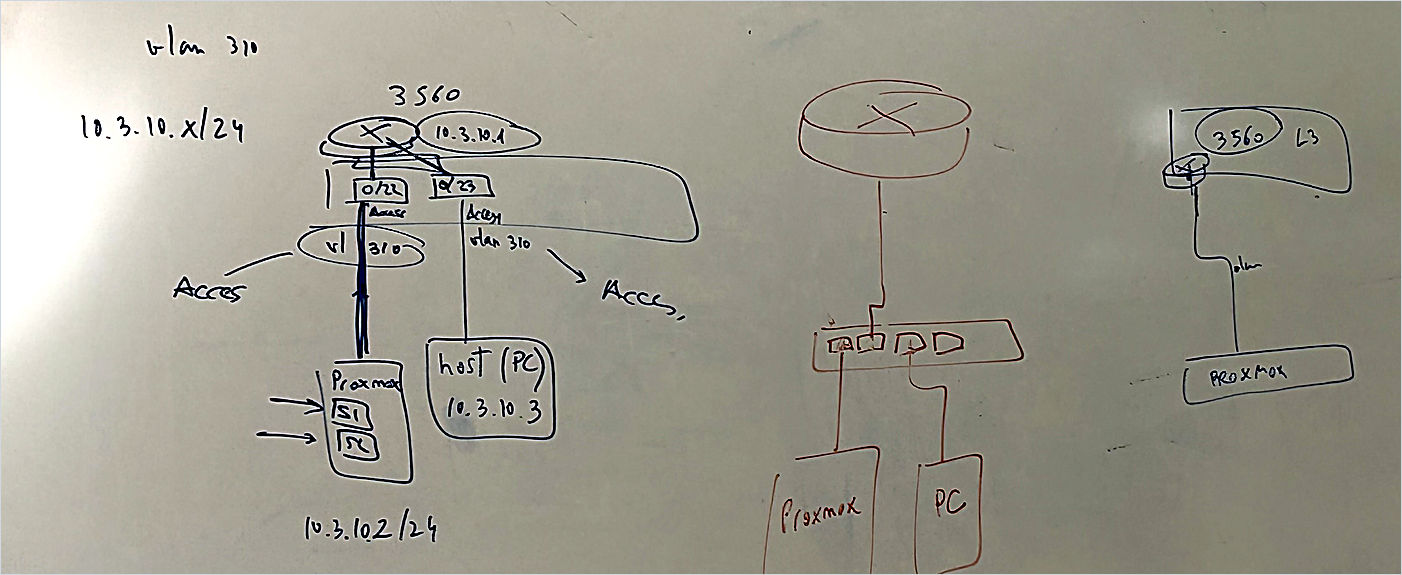 vlan 310
10.3.10.x/24
3560
10.3.10.1
0/22
0/23
Access
Access
vlan 310
vl 310
Acces
Acces,
Proxmox
S1
host (PC)
10.3.10.3
10.3.10.2/24
Proxmox
PC
3560 L3
vlan
PROXMOX